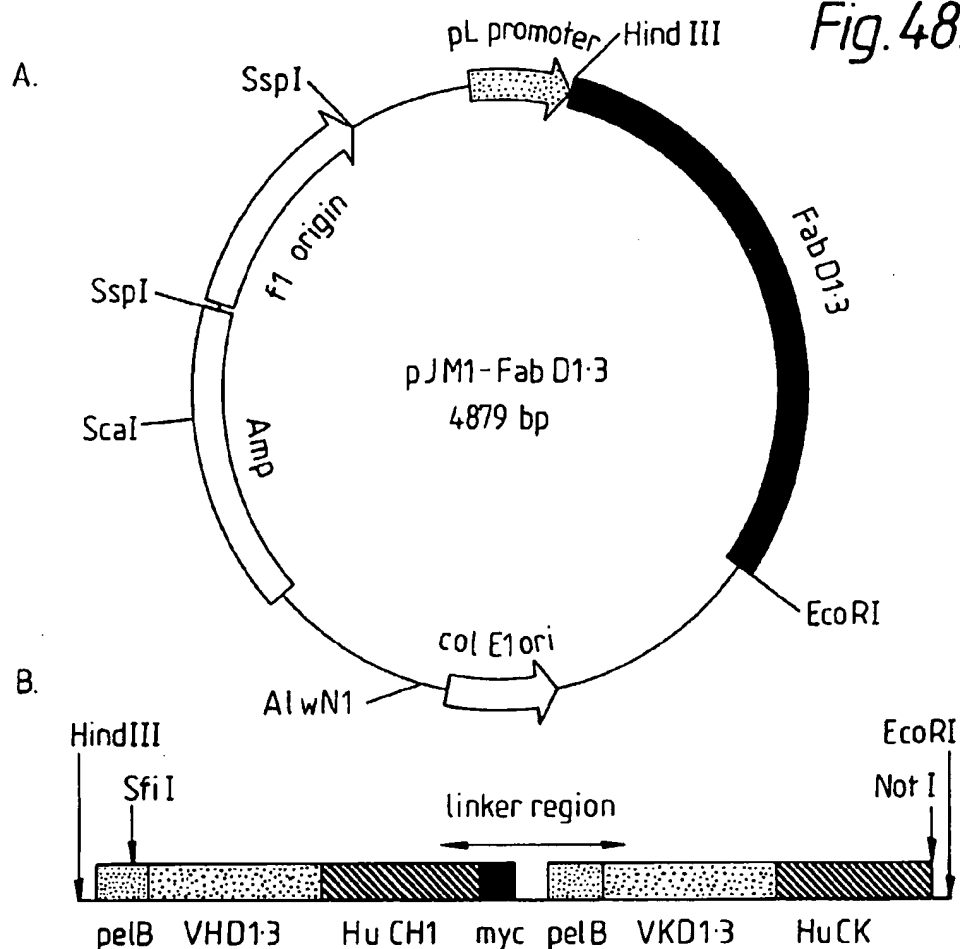 Fig. 48.
A.
pL promoter
Hind III
SspI
f1 origin
SspI
Fab D1·3
pJM1-Fab D1·3
4879 bp
ScaI
Amp
EcoRI
col E1 ori
AlwN1
B.
HindIII
EcoRI
Sfi I
Not I
linker region
pelB VHD1·3 Hu CH1 myc pelB VKD1·3 HuCK